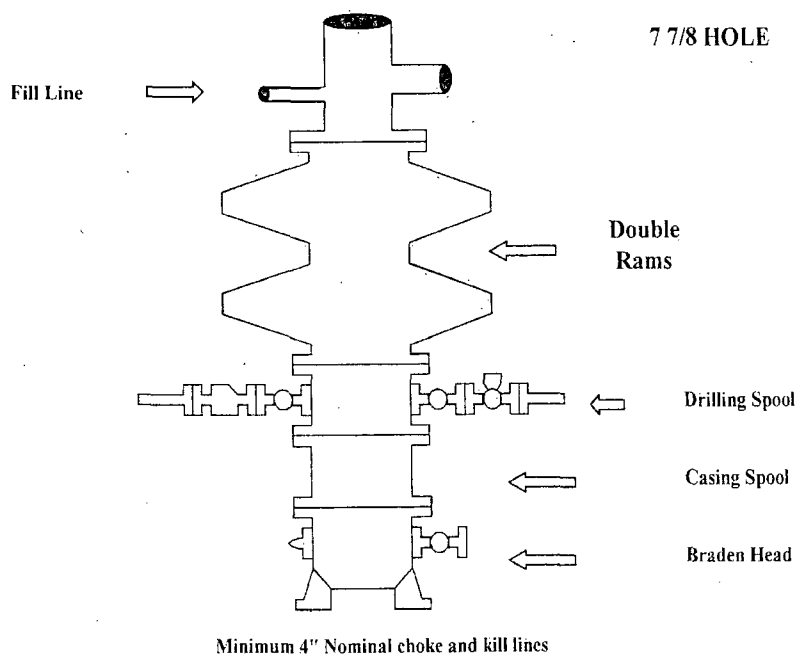 7 7/8 HOLE
Fill Line
Double
Rams
Drilling Spool
Casing Spool
Braden Head
Minimum 4" Nominal choke and kill lines